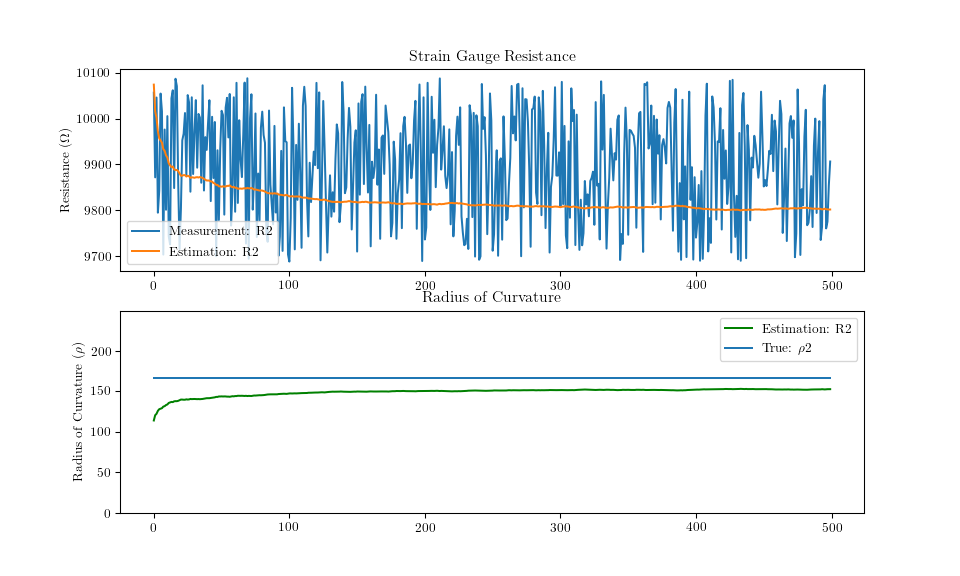 Strain Gauge Resistance
Resistance (Ω)
10100
10000
9900
9800
9700
Measurement: R2
Estimation: R2
0
100
200
300
400
500
Radius of Curvature
Radius of Curvature (ρ)
200
150
100
50
0
Estimation: R2
True: ρ2
0
100
200
300
400
500